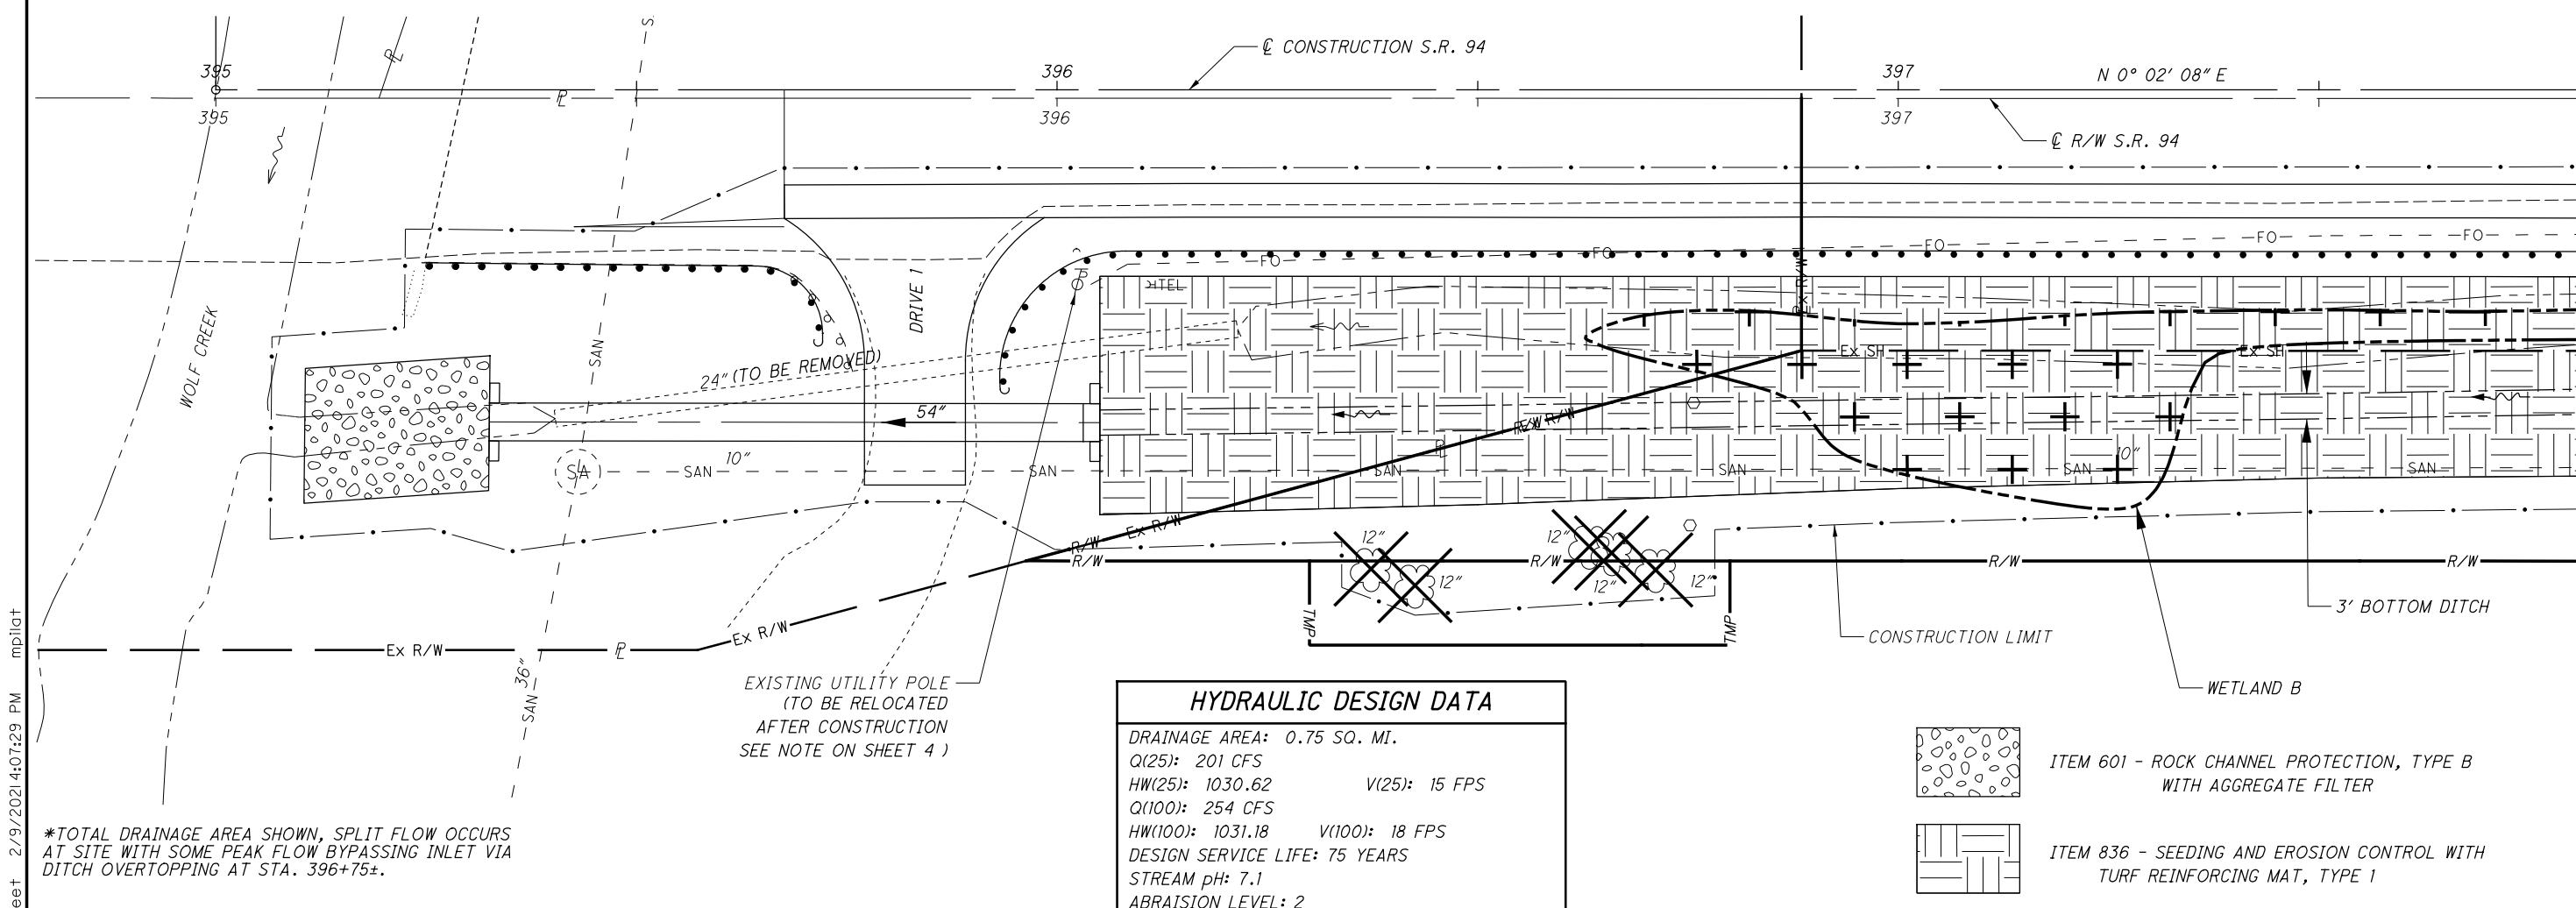 ℄ CONSTRUCTION S.R. 94
395
396
397
N 0° 02' 08" E
395
396
397
℄ R/W S.R. 94
S
SAN
DRIVE 1
WOLF CREEK
FO
FO
FO
FO
FO
TEL
Ex R/W
24" (TO BE REMOVED)
Ex SH
Ex SH
54"
SA
SAN
10"
SAN
SAN
SAN
SAN
10"
SAN
Ex R/W
R/W
R/W
R/W
R/W
R/W
12"
12"
12"
12"
12"
TMP
TMP
Ex R/W
Ex R/W
SAN 36"
3' BOTTOM DITCH
CONSTRUCTION LIMIT
WETLAND B
EXISTING UTILITY POLE
(TO BE RELOCATED
AFTER CONSTRUCTION
SEE NOTE ON SHEET 4 )
HYDRAULIC DESIGN DATA
DRAINAGE AREA: 0.75 SQ. MI.
Q(25): 201 CFS
HW(25): 1030.62 V(25): 15 FPS
Q(100): 254 CFS
HW(100): 1031.18 V(100): 18 FPS
DESIGN SERVICE LIFE: 75 YEARS
STREAM pH: 7.1
ABRAISION LEVEL: 2
ITEM 601 - ROCK CHANNEL PROTECTION, TYPE B
WITH AGGREGATE FILTER
ITEM 836 - SEEDING AND EROSION CONTROL WITH
TURF REINFORCING MAT, TYPE 1
*TOTAL DRAINAGE AREA SHOWN, SPLIT FLOW OCCURS
AT SITE WITH SOME PEAK FLOW BYPASSING INLET VIA
DITCH OVERTOPPING AT STA. 396+75±.
eet 2/9/2021 4:07:29 PM mpilat